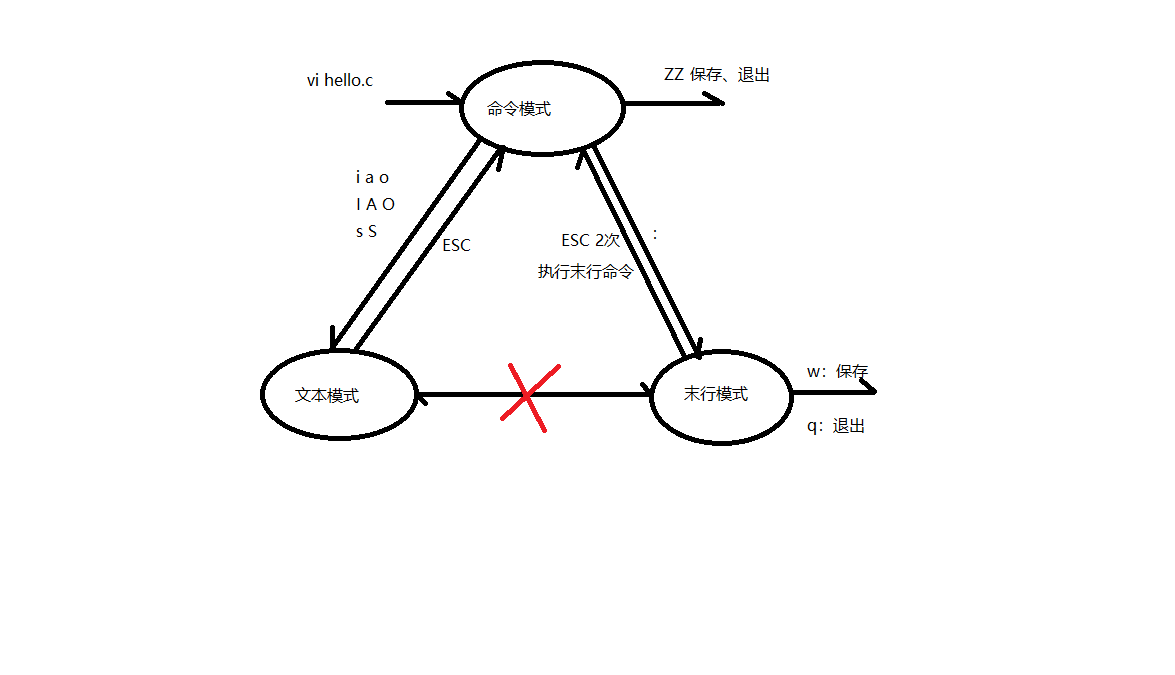 vi hello.c
命令模式
ZZ 保存、退出
i a o
I A O
s S
ESC
ESC 2次
执行末行命令
:
文本模式
末行模式
w：保存
q：退出